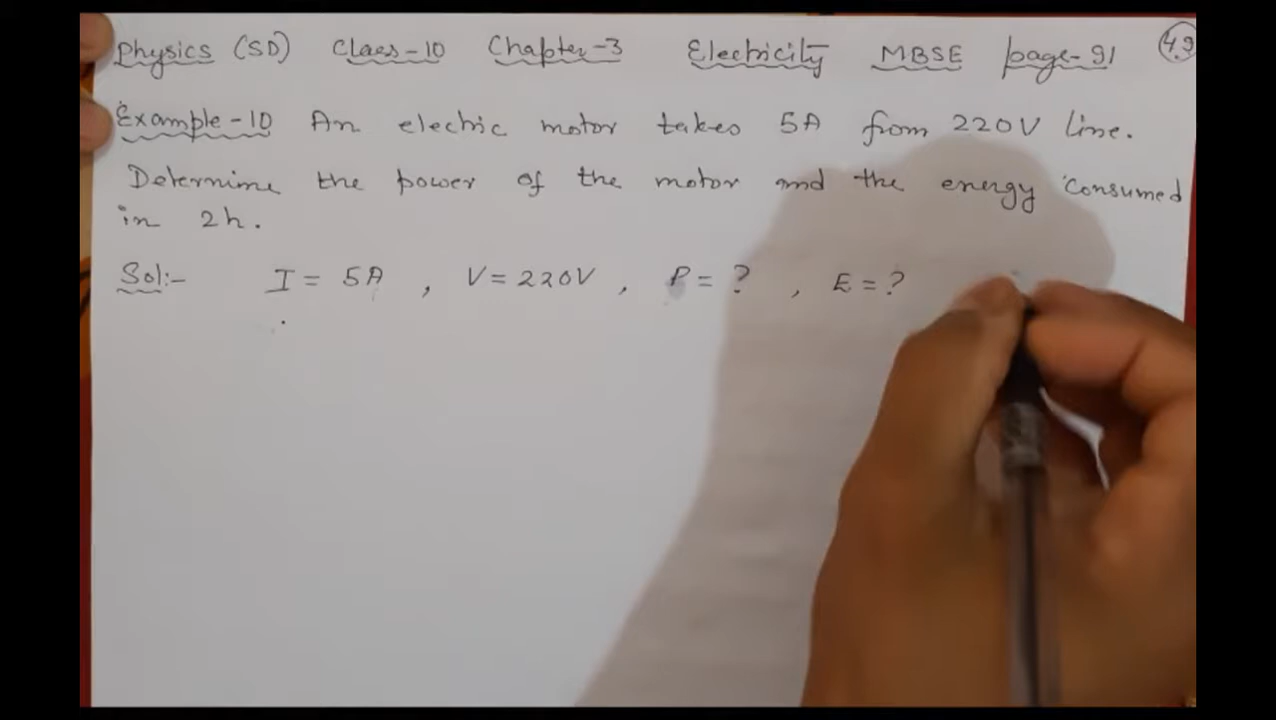 Physics (SD) Class-10 Chapter-3 Electricity MBSE page-91 49
Example-10 An electric motor takes 5A from 220V line.
Determine the power of the motor and the energy consumed
in 2h.
Sol:- I = 5A , V = 220V , P = ? , E = ?